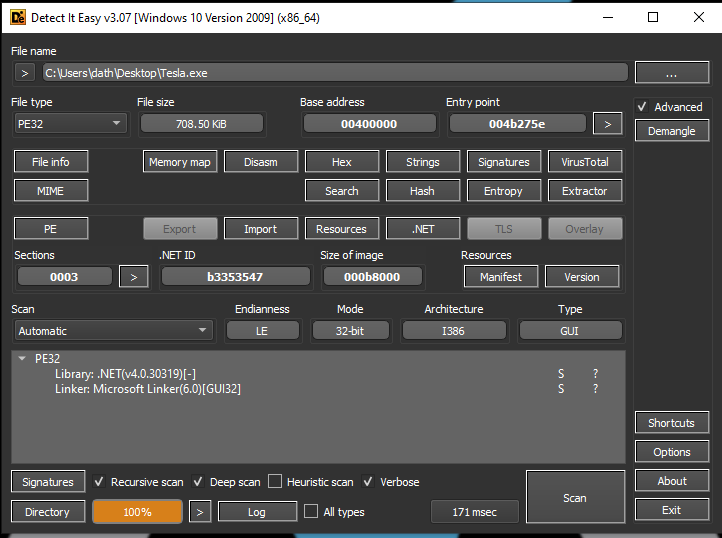 Detect It Easy v3.07 [Windows 10 Version 2009] (x86_64)
File name
> C:\Users\dath\Desktop\Tesla.exe ...
File type File size Base address Entry point Advanced
PE32 708.50 KiB 00400000 004b275e > Demangle
File info Memory map Disasm Hex Strings Signatures VirusTotal
MIME Search Hash Entropy Extractor
PE Export Import Resources .NET TLS Overlay
Sections .NET ID Size of image Resources
0003 > b3353547 000b8000 Manifest Version
Scan Endianness Mode Architecture Type
Automatic LE 32-bit I386 GUI
PE32
Library: .NET(v4.0.30319)[-] S ?
Linker: Microsoft Linker(6.0)[GUI32] S ?
Shortcuts
Options
Signatures Recursive scan Deep scan Heuristic scan Verbose Scan About
Directory 100% > Log All types 171 msec Exit